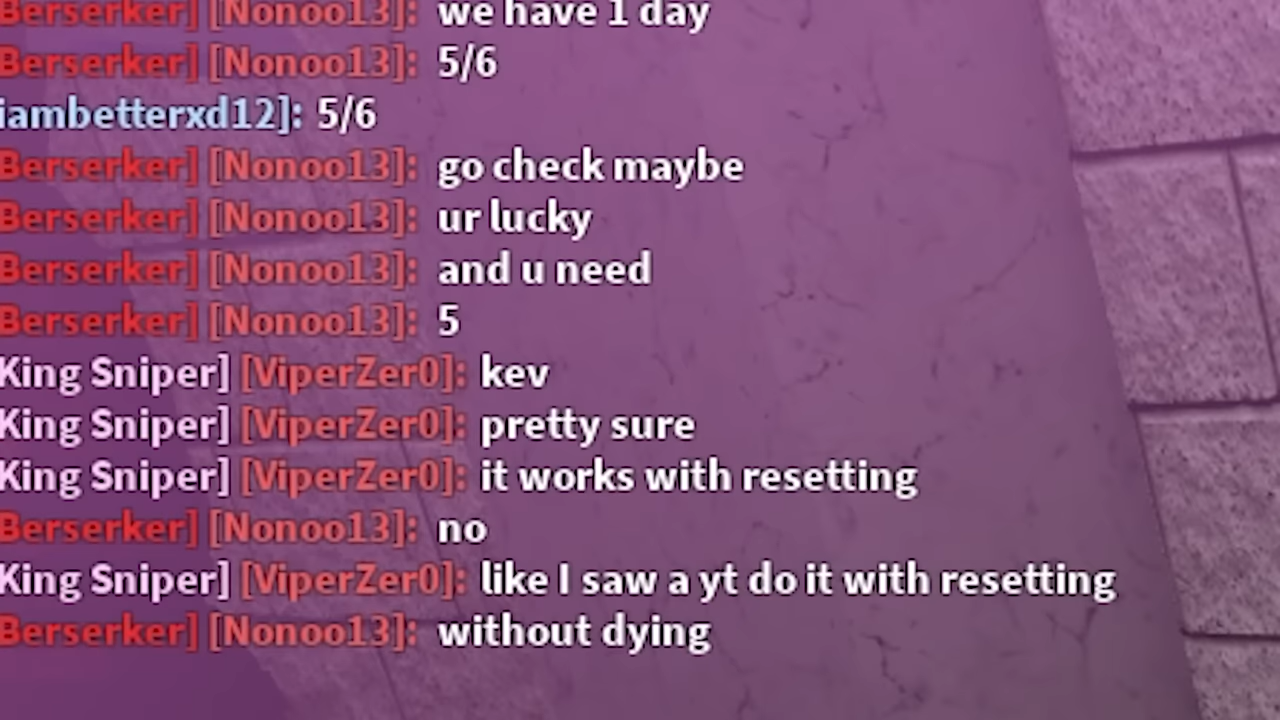 Berserker] [Nonoo13]: we have 1 day
Berserker] [Nonoo13]: 5/6
iambetterxd12]: 5/6
Berserker] [Nonoo13]: go check maybe
Berserker] [Nonoo13]: ur lucky
Berserker] [Nonoo13]: and u need
Berserker] [Nonoo13]: 5
King Sniper] [ViperZer0]: kev
King Sniper] [ViperZer0]: pretty sure
King Sniper] [ViperZer0]: it works with resetting
Berserker] [Nonoo13]: no
King Sniper] [ViperZer0]: like I saw a yt do it with resetting
Berserker] [Nonoo13]: without dying